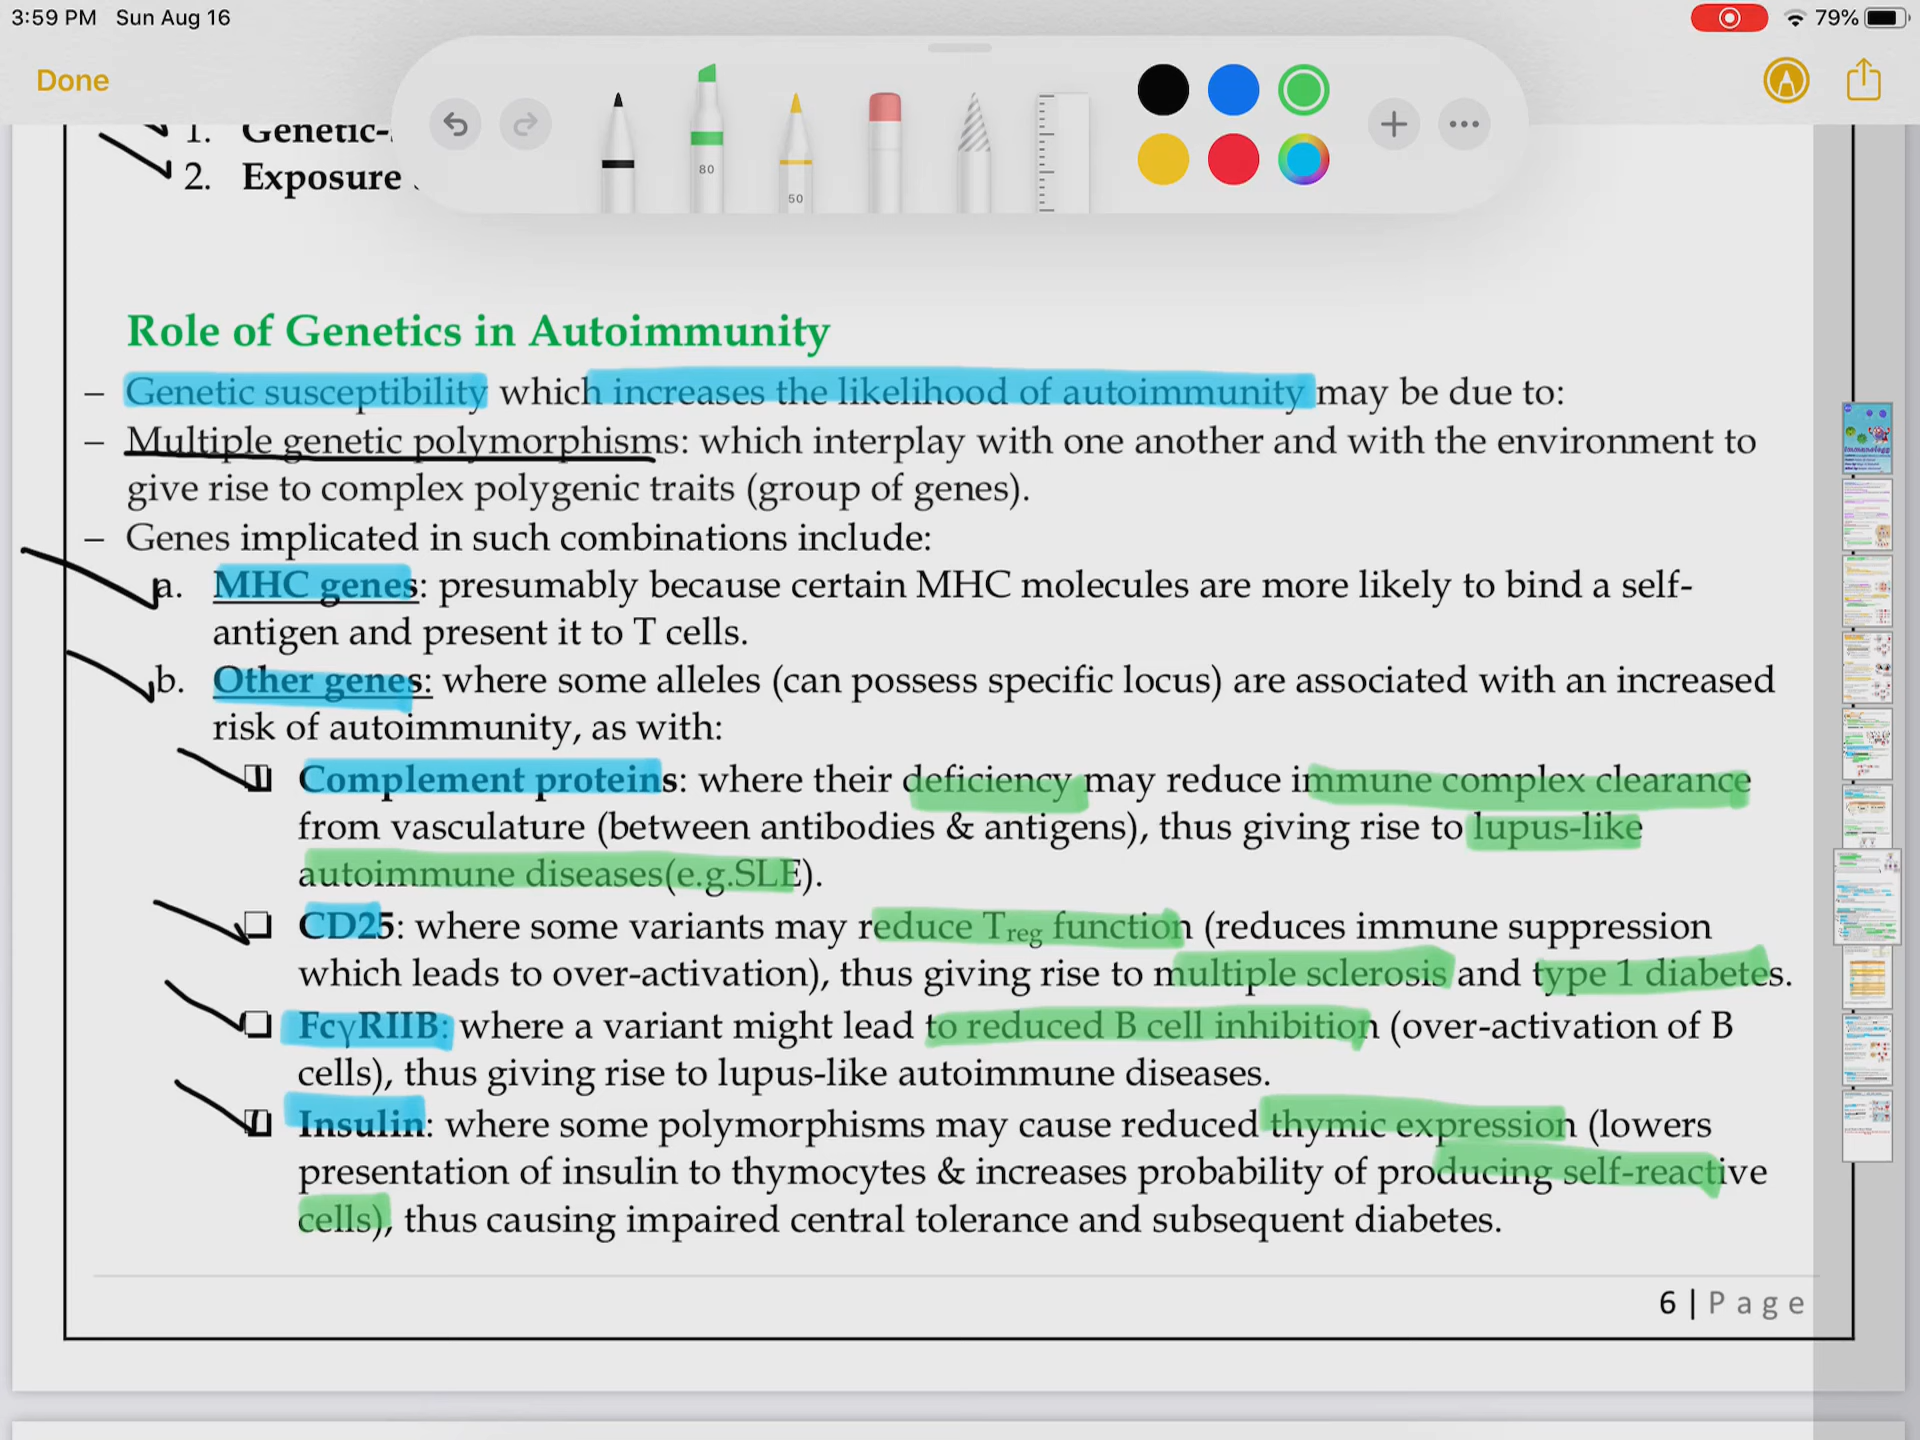 3:59 PM Sun Aug 16
79%
Done
80
50
1. Genetic-
2. Exposure
Role of Genetics in Autoimmunity
– Genetic susceptibility which increases the likelihood of autoimmunity may be due to:
– Multiple genetic polymorphisms: which interplay with one another and with the environment to
give rise to complex polygenic traits (group of genes).
– Genes implicated in such combinations include:
a. MHC genes: presumably because certain MHC molecules are more likely to bind a self-
antigen and present it to T cells.
b. Other genes: where some alleles (can possess specific locus) are associated with an increased
risk of autoimmunity, as with:
❑ Complement proteins: where their deficiency may reduce immune complex clearance
from vasculature (between antibodies & antigens), thus giving rise to lupus-like
autoimmune diseases(e.g.SLE).
❑ CD25: where some variants may reduce Treg function (reduces immune suppression
which leads to over-activation), thus giving rise to multiple sclerosis and type 1 diabetes.
❑ FcγRIIB: where a variant might lead to reduced B cell inhibition (over-activation of B
cells), thus giving rise to lupus-like autoimmune diseases.
❑ Insulin: where some polymorphisms may cause reduced thymic expression (lowers
presentation of insulin to thymocytes & increases probability of producing self-reactive
cells), thus causing impaired central tolerance and subsequent diabetes.
6 | Page